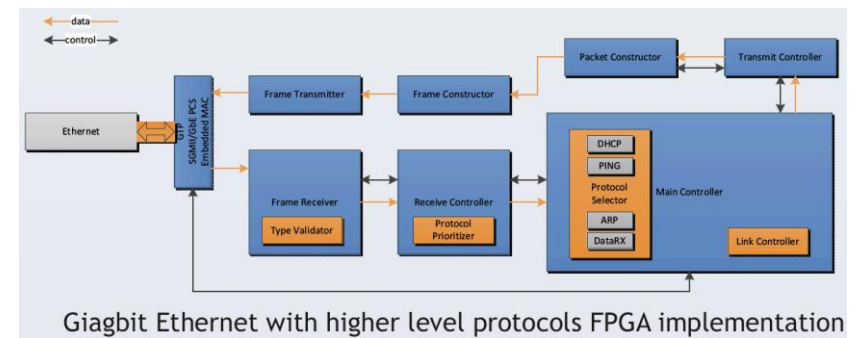 data
control
Packet Constructor
Transmit Controller
Frame Transmitter
Frame Constructor
Ethernet
GTP
SGMII/GbE PCS
Embedded MAC
DHCP
PING
Protocol
Selector
ARP
DataRX
Main Controller
Link Controller
Frame Receiver
Type Validator
Receive Controller
Protocol
Prioritizer
Giagbit Ethernet with higher level protocols FPGA implementation